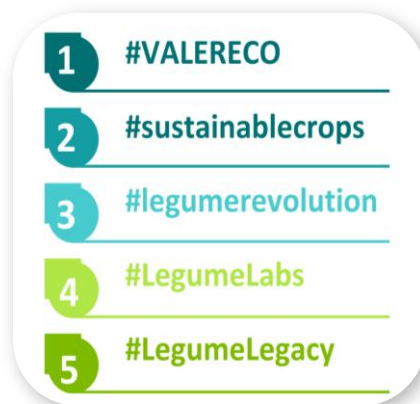 1 #VALERECO
2 #sustainablecrops
3 #legumerevolution
4 #LegumeLabs
5 #LegumeLegacy